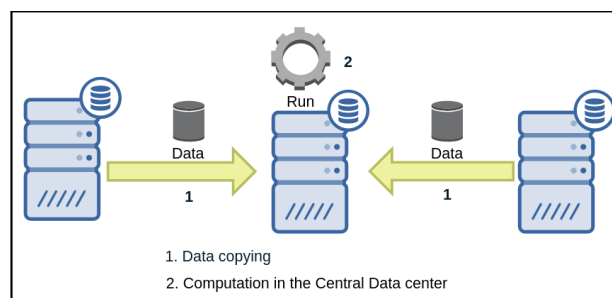 2
Run
Data
Data
1
1
1. Data copying
2. Computation in the Central Data center